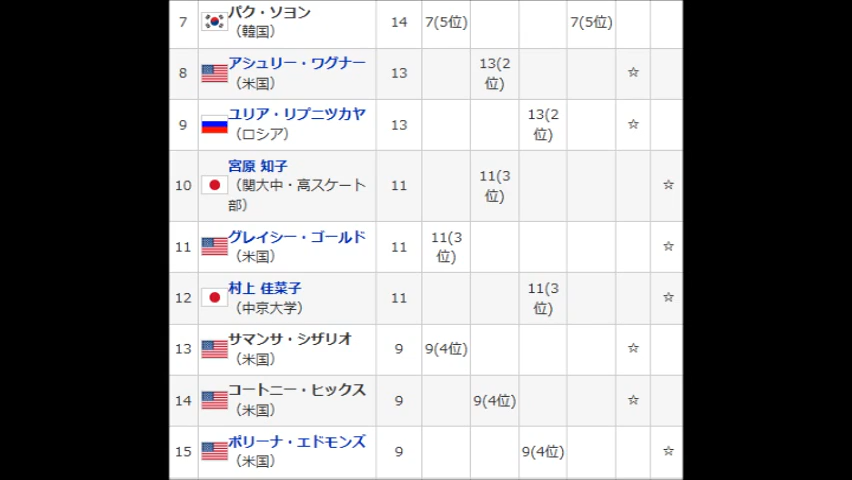 7 パク・ソヨン 14 7(5位) 7(5位)
（韓国）
8 アシュリー・ワグナー 13 13(2位) ☆
（米国）
9 ユリア・リプニツカヤ 13 13(2位) ☆
（ロシア）
10 宮原 知子 11 11(3位) ☆
（関大中・高スケート
部）
11 グレイシー・ゴールド 11 11(3位) ☆
（米国）
12 村上 佳菜子 11 11(3位) ☆
（中京大学）
13 サマンサ・シザリオ 9 9(4位) ☆
（米国）
14 コートニー・ヒックス 9 9(4位) ☆
（米国）
15 ポリーナ・エドモンズ 9 9(4位) ☆
（米国）